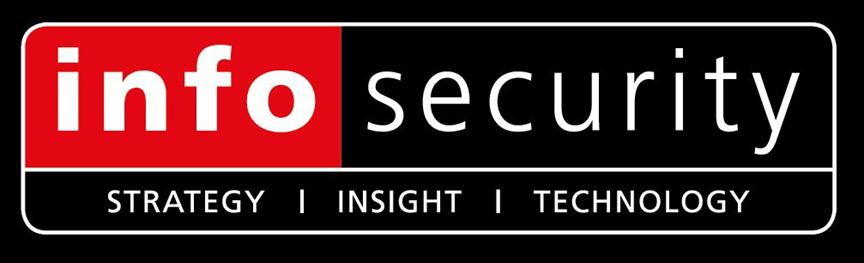 info security
STRATEGY | INSIGHT | TECHNOLOGY